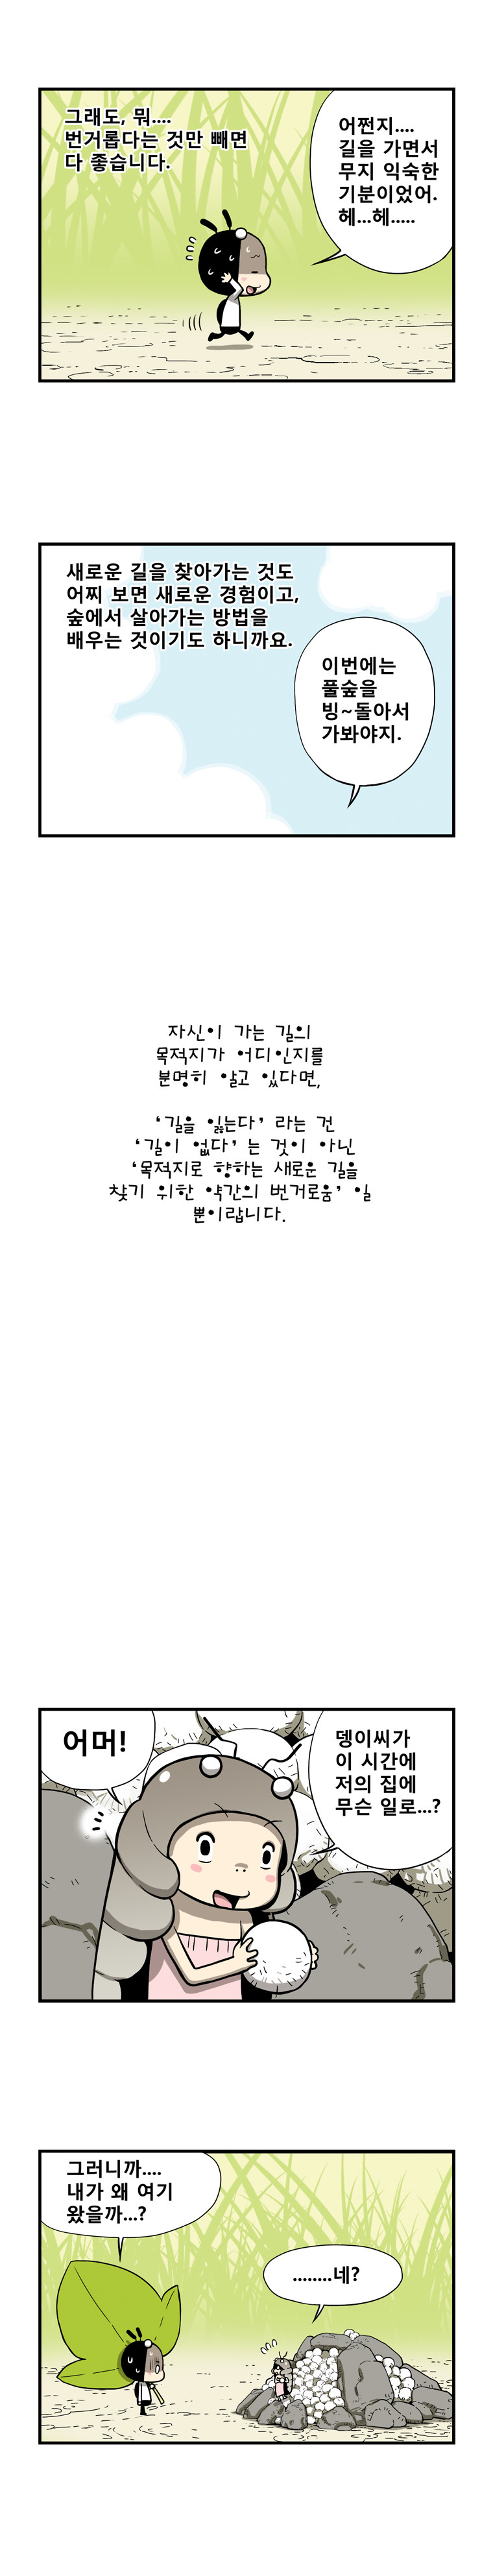 그래도, 뭐....
번거롭다는 것만 빼면
다 좋습니다.
어쩐지....
길을 가면서
무지 익숙한
기분이었어.
헤...헤.....
새로운 길을 찾아가는 것도
어찌 보면 새로운 경험이고,
숲에서 살아가는 방법을
배우는 것이기도 하니까요.
이번에는
풀숲을
빙~돌아서
가봐야지.
자신이 가는 길의
목적지가 어디인지를
분명히 알고 있다면,
‘길을 잃는다’ 라는 건
‘길이 없다’ 는 것이 아닌
‘목적지로 향하는 새로운 길을
찾기 위한 약간의 번거로움’ 일
뿐이랍니다.
어머!
뎅이씨가
이 시간에
저의 집에
무슨 일로...?
그러니까....
내가 왜 여기
왔을까...?
........네?